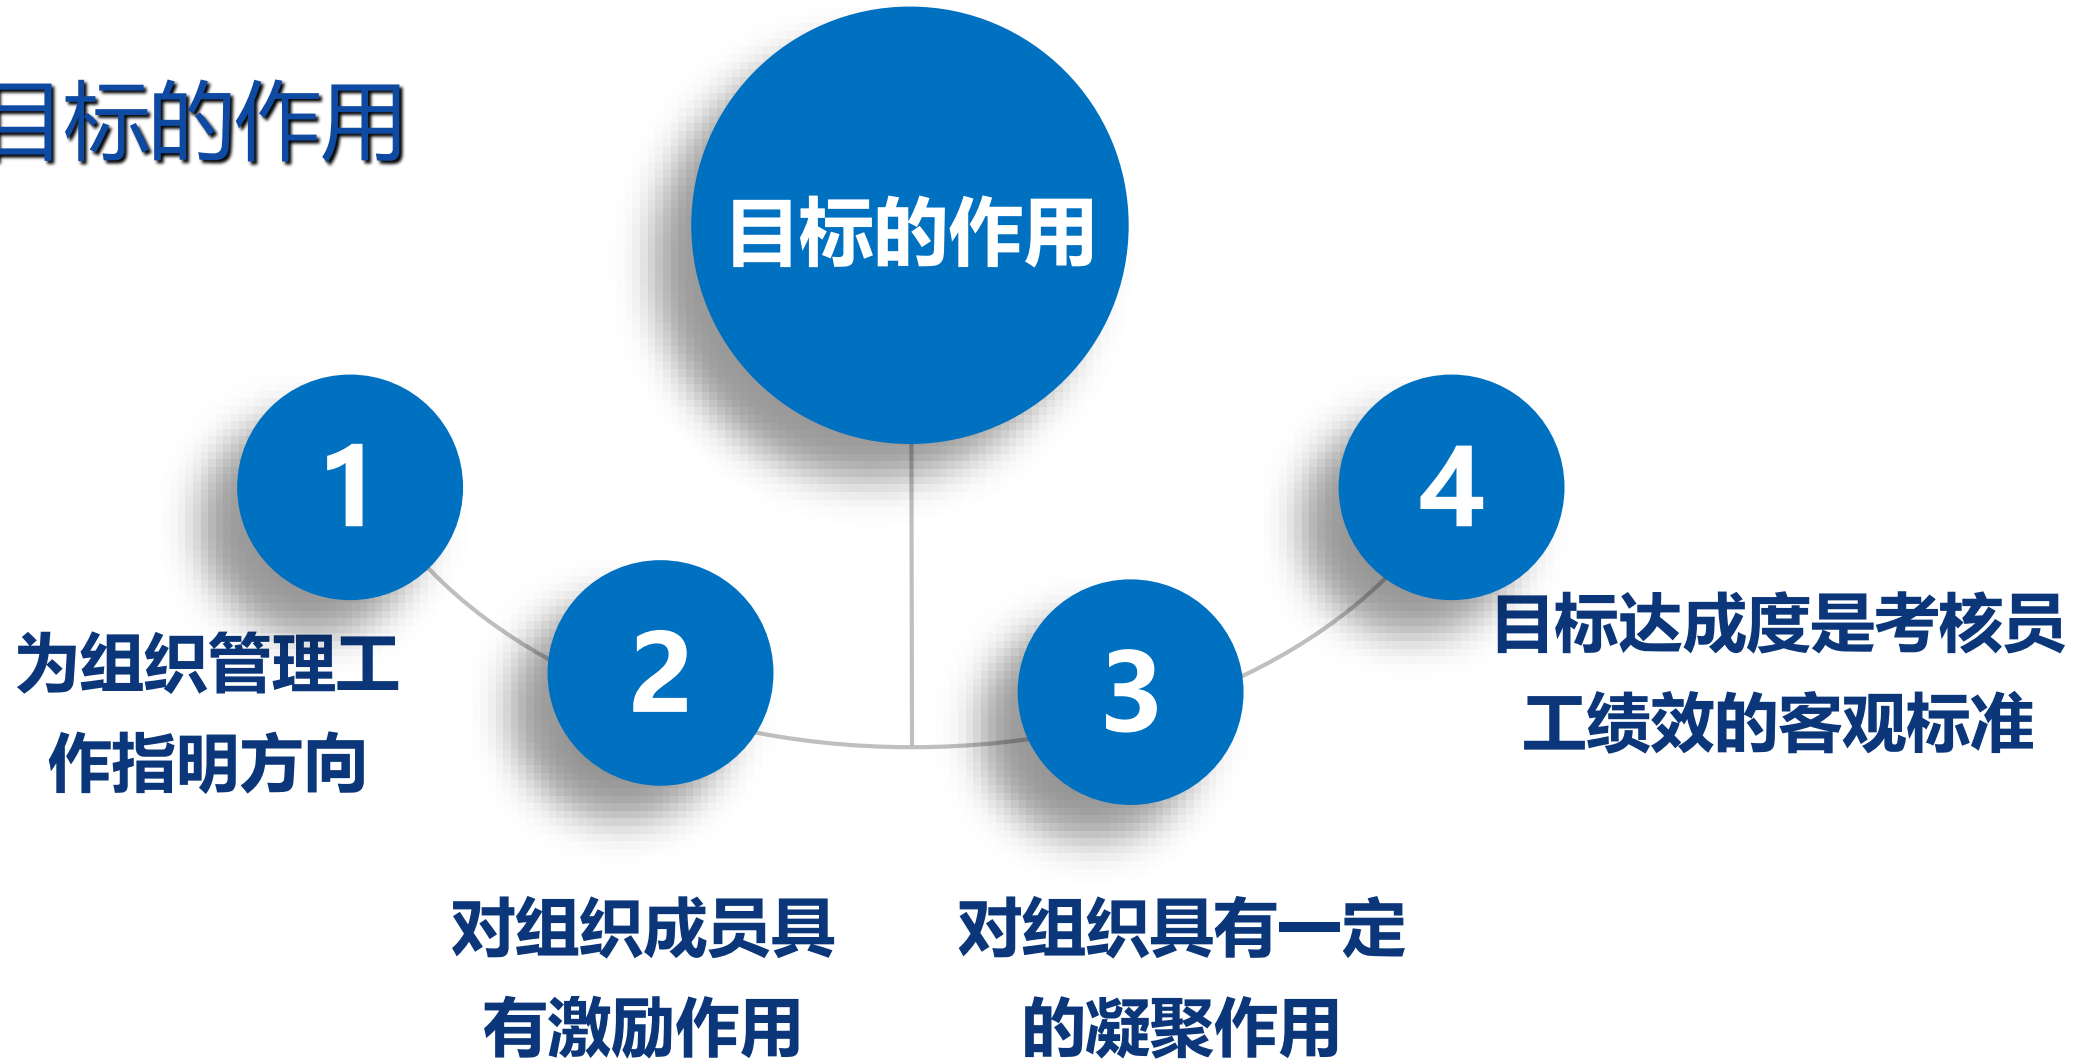 目标的作用
目标的作用
1
为组织管理工
作指明方向
2
对组织成员具
有激励作用
3
对组织具有一定
的凝聚作用
4
目标达成度是考核员
工绩效的客观标准